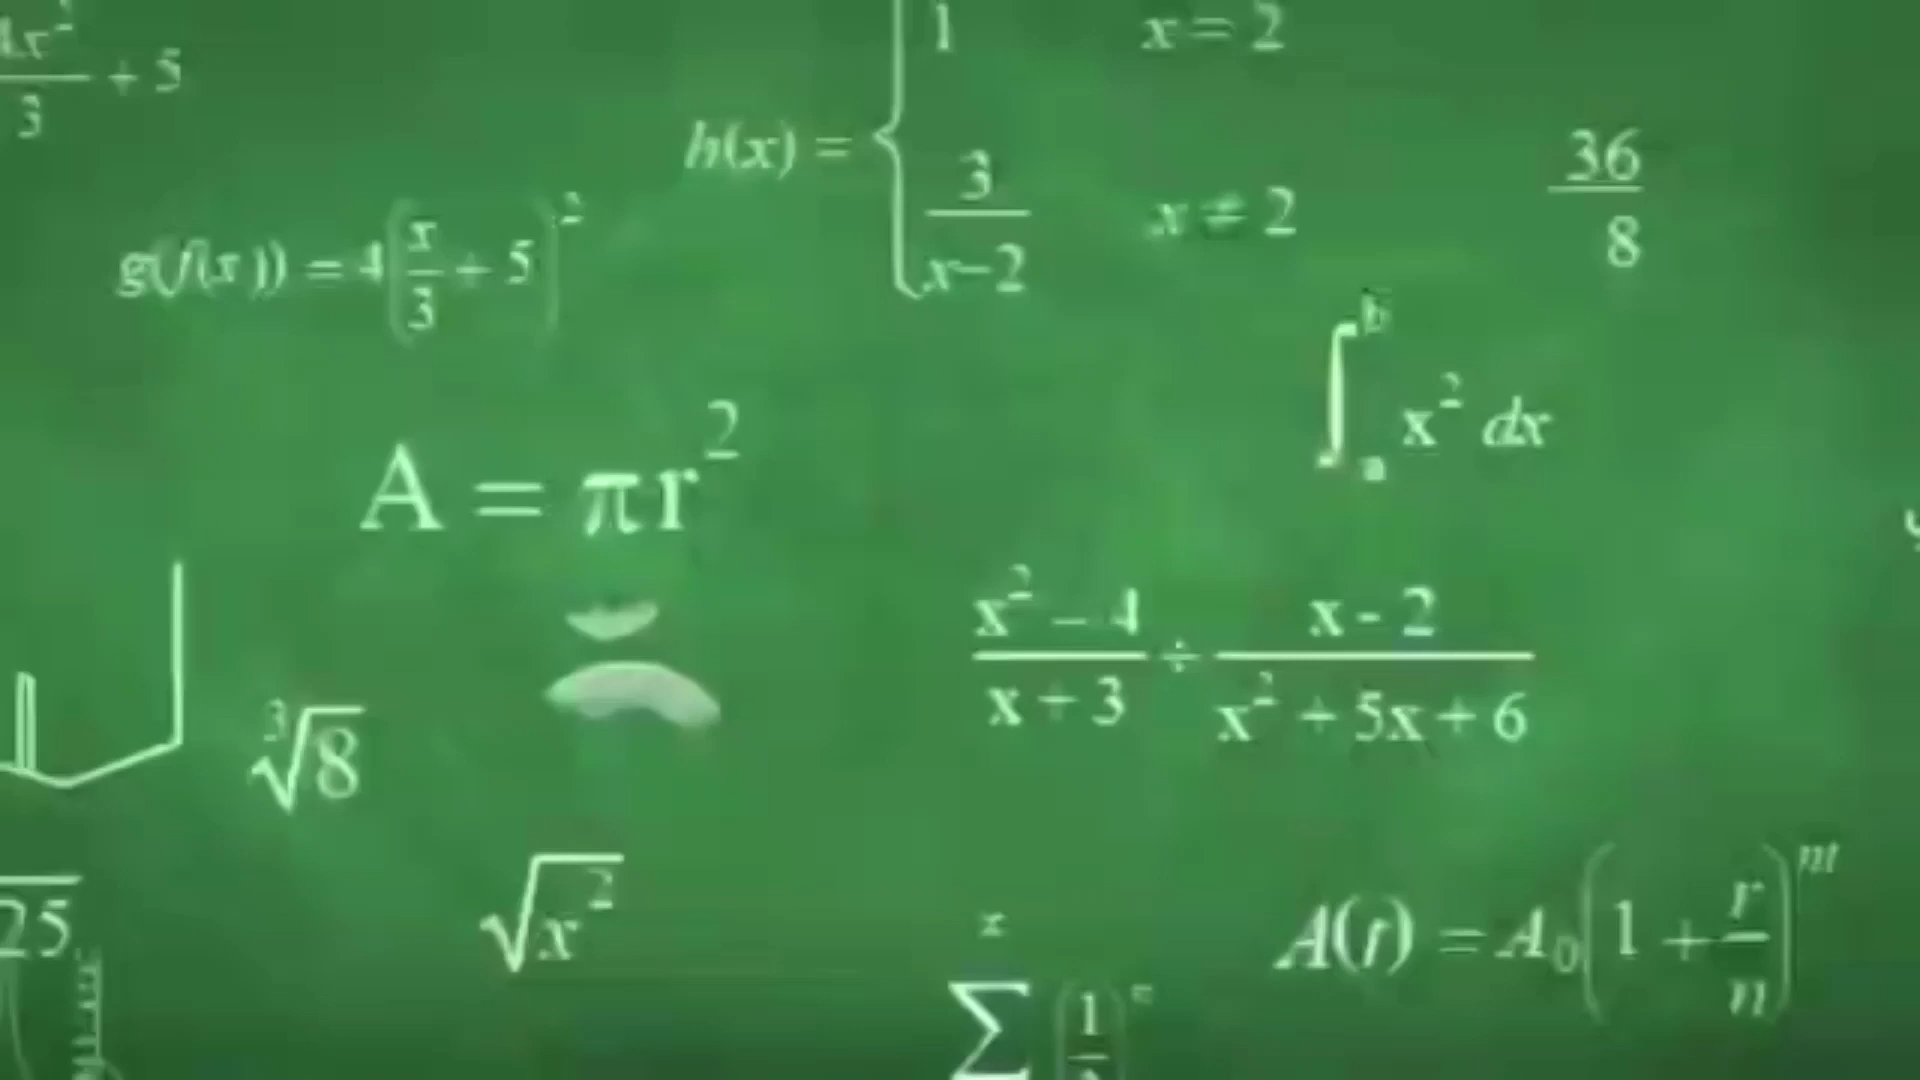 4x²/3 + 5
h(x) = { 1 x = 2
3/(x-2) x ≠ 2
36/8
g(f(x)) = 4(x/3 + 5)²
∫ₐᵇ x² dx
A = πr²
(x² - 4)/(x + 3) ÷ (x - 2)/(x² + 5x + 6)
∛8
25
√x²
A(t) = A₀(1 + r/n)ⁿᵗ
∑